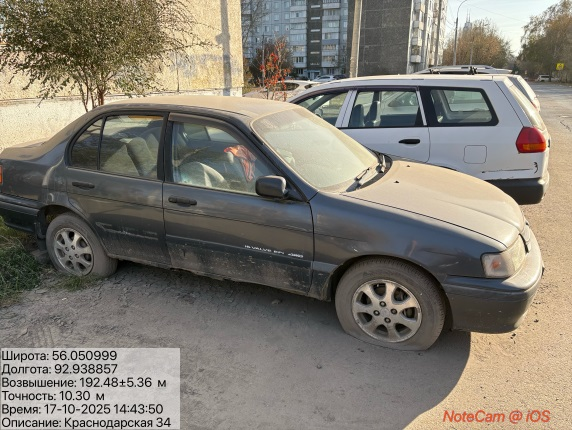 Широта: 56.050999
Долгота: 92.938857
Возвышение: 192.48±5.36 м
Точность: 10.30 м
Время: 17-10-2025 14:43:50
Описание: Краснодарская 34
NoteCam @ iOS